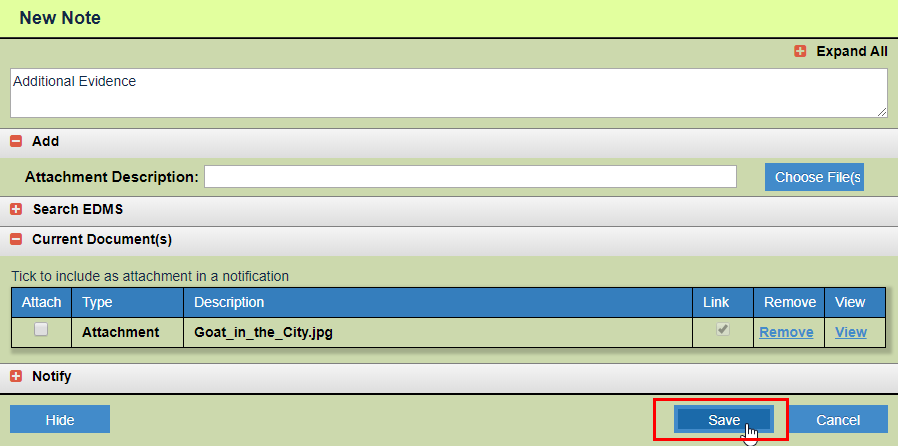 New Note
Expand All
Additional Evidence
Add
Attachment Description:
Choose File(s
Search EDMS
Current Document(s)
Tick to include as attachment in a notification
Attach Type Description Link Remove View
Attachment Goat_in_the_City.jpg Remove View
Notify
Hide Save Cancel